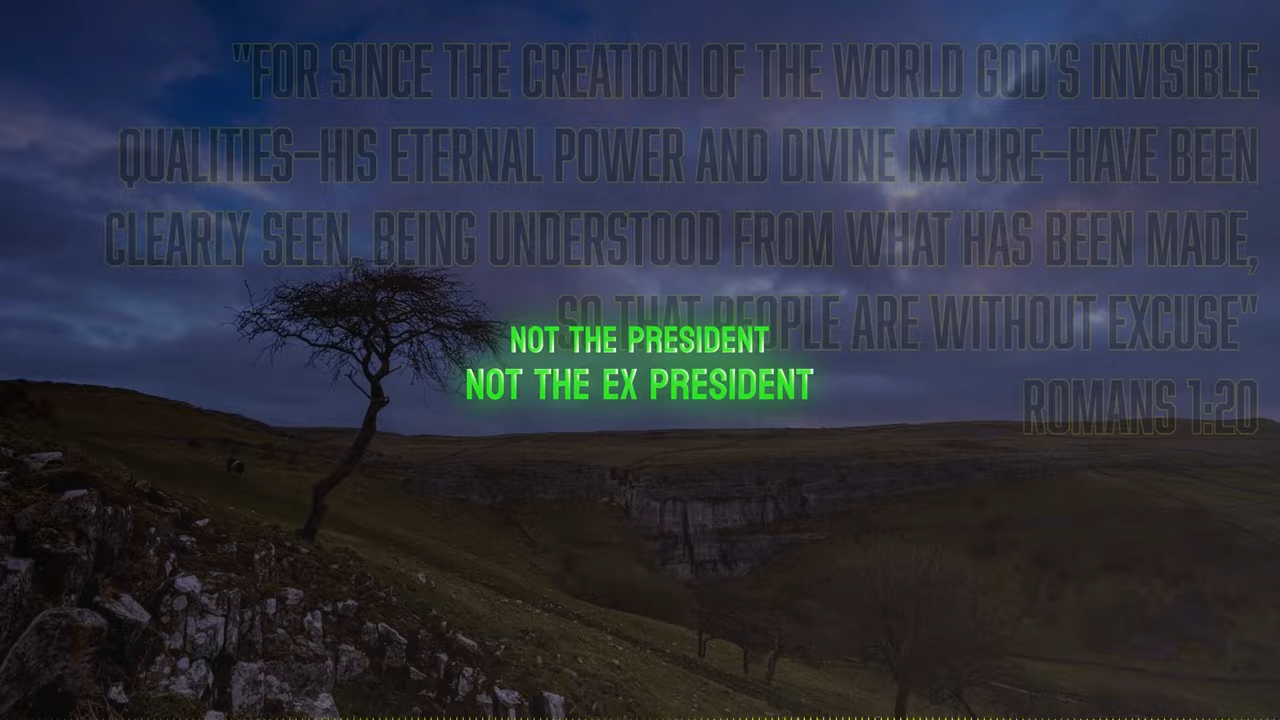 "FOR SINCE THE CREATION OF THE WORLD GOD'S INVISIBLE
QUALITIES–HIS ETERNAL POWER AND DIVINE NATURE–HAVE BEEN
CLEARLY SEEN, BEING UNDERSTOOD FROM WHAT HAS BEEN MADE,
SO THAT PEOPLE ARE WITHOUT EXCUSE"
ROMANS 1:20
NOT THE PRESIDENT
NOT THE EX PRESIDENT